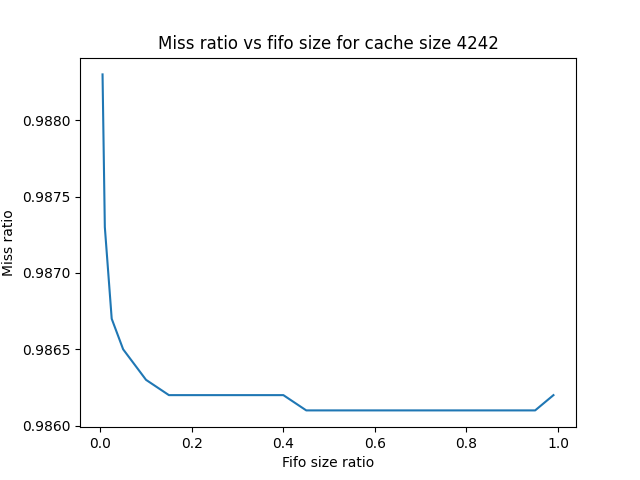 Miss ratio vs fifo size for cache size 4242
Miss ratio
0.9880
0.9875
0.9870
0.9865
0.9860
0.0 0.2 0.4 0.6 0.8 1.0
Fifo size ratio